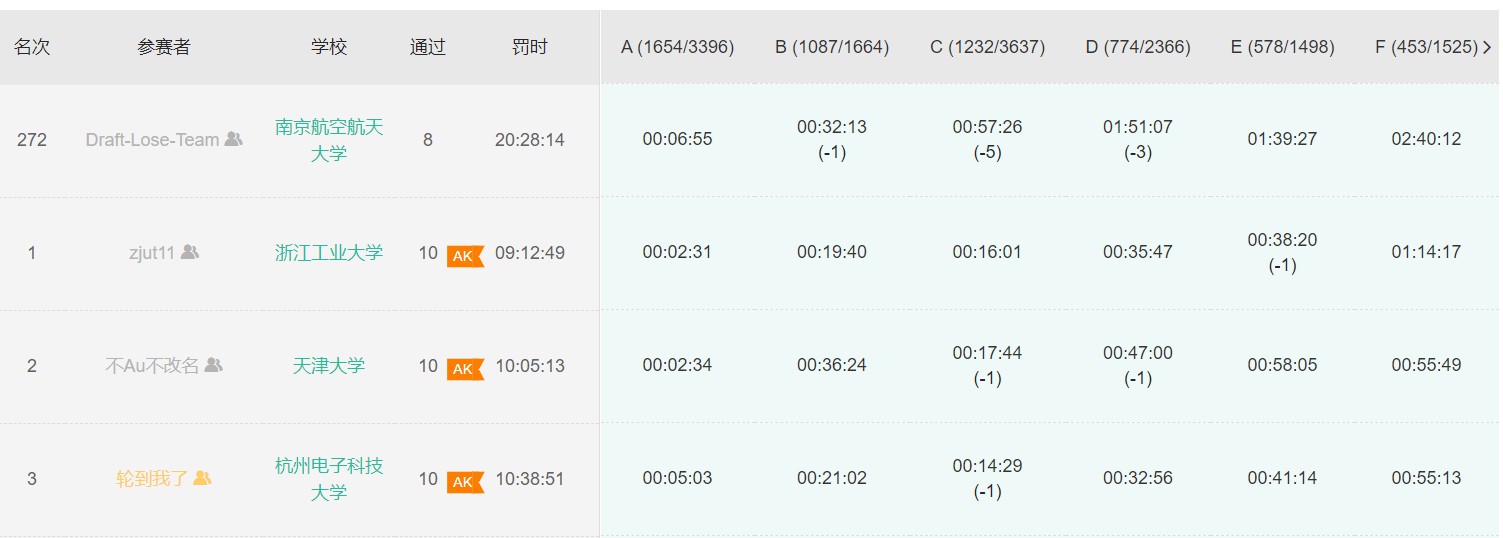 名次 参赛者 学校 通过 罚时 A (1654/3396) B (1087/1664) C (1232/3637) D (774/2366) E (578/1498) F (453/1525)
272 Draft-Lose-Team 南京航空航天 8 20:28:14 00:06:55 00:32:13 00:57:26 01:51:07 01:39:27 02:40:12
大学 (-1) (-5) (-3)
1 zjut11 浙江工业大学 10 AK 09:12:49 00:02:31 00:19:40 00:16:01 00:35:47 00:38:20 01:14:17
(-1)
2 不Au不改名 天津大学 10 AK 10:05:13 00:02:34 00:36:24 00:17:44 00:47:00 00:58:05 00:55:49
(-1) (-1)
3 轮到我了 杭州电子科技 10 AK 10:38:51 00:05:03 00:21:02 00:14:29 00:32:56 00:41:14 00:55:13
大学 (-1)